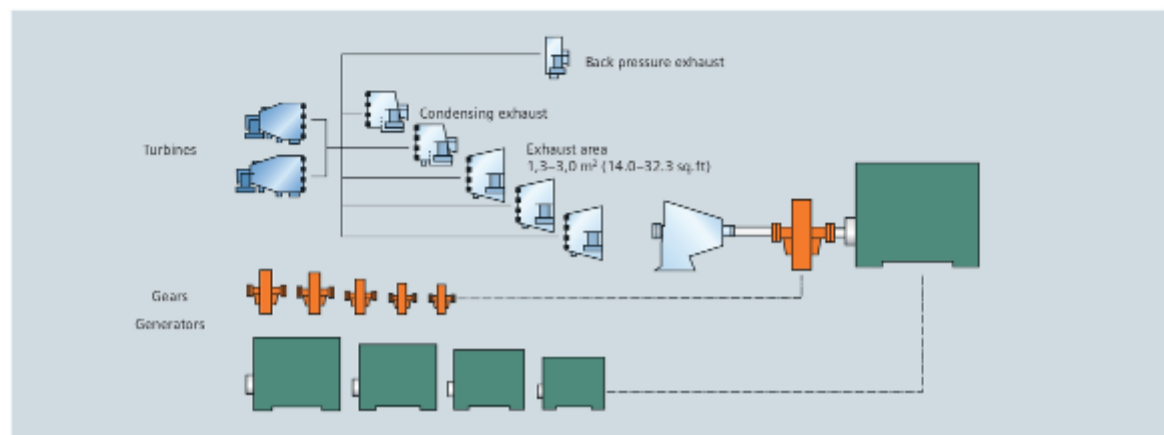 Back pressure exhaust
Condensing exhaust
Turbines
Exhaust area
1,3–3,0 m² (14.0–32.3 sq.ft)
Gears
Generators